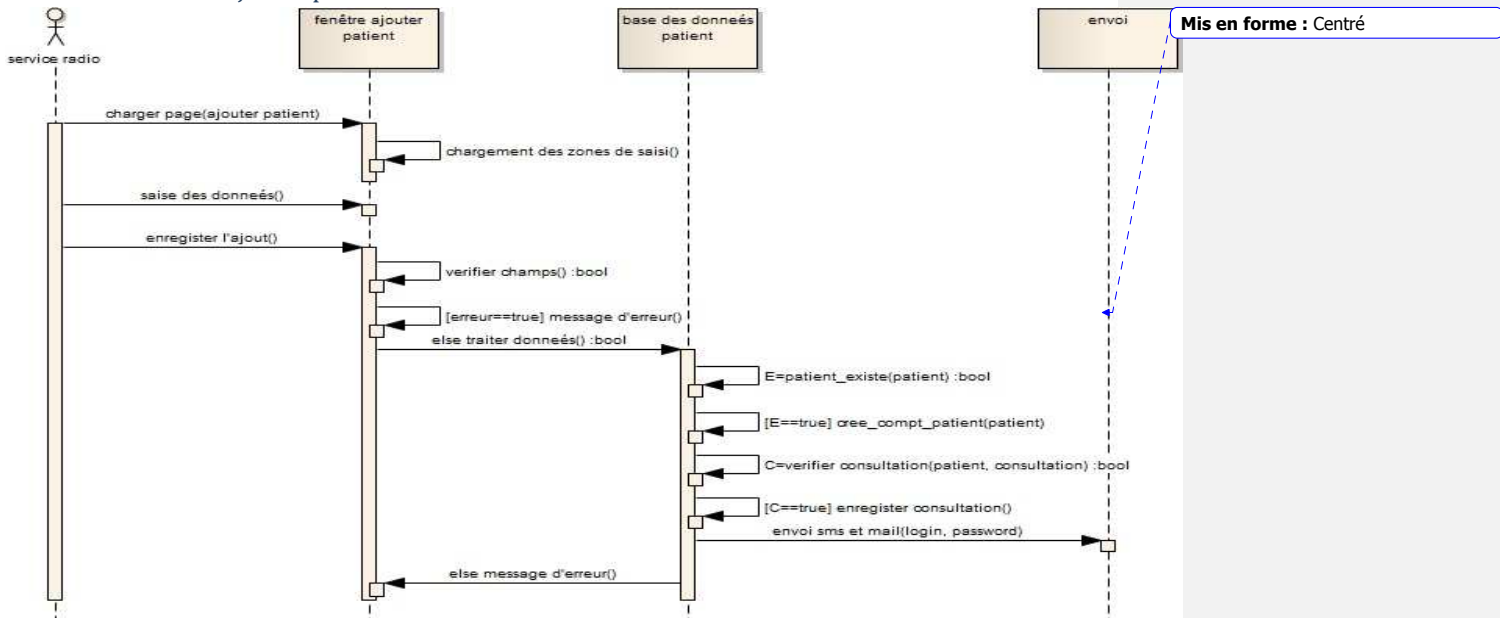 fenêtre ajouter
patient
base des donneés
patient
envoi
Mis en forme : Centré
service radio
charger page(ajouter patient)
chargement des zones de saisi()
saise des donneés()
enregister l'ajout()
verifier champs() :bool
[erreur==true] message d'erreur()
else traiter donneés() :bool
E=patient_existe(patient) :bool
[E==true] cree_compt_patient(patient)
C=verifier consultation(patient, consultation) :bool
[C==true] enregister consultation()
envoi sms et mail(login, password)
else message d'erreur()